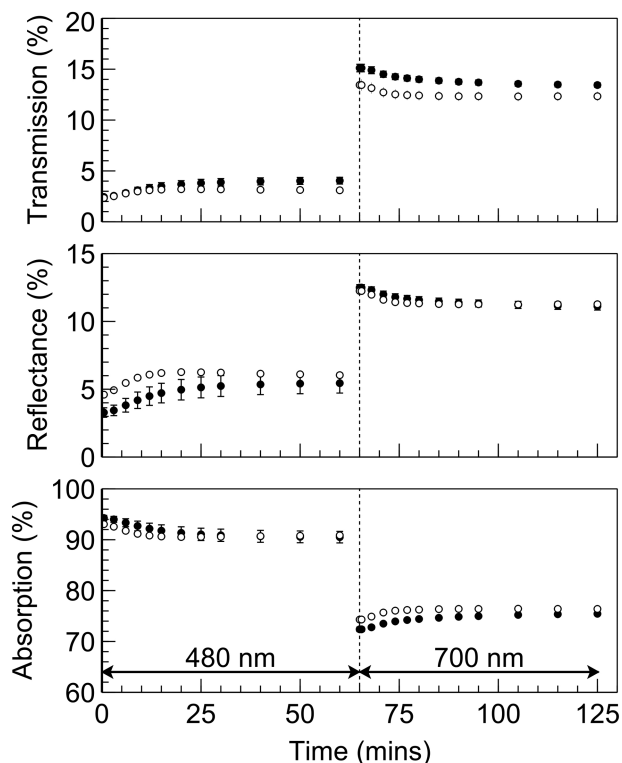 Transmission (%)
20
15
10
5
0
Reflectance (%)
15
10
5
0
Absorption (%)
100
90
80
70
60
480 nm
700 nm
0 25 50 75 100 125
Time (mins)